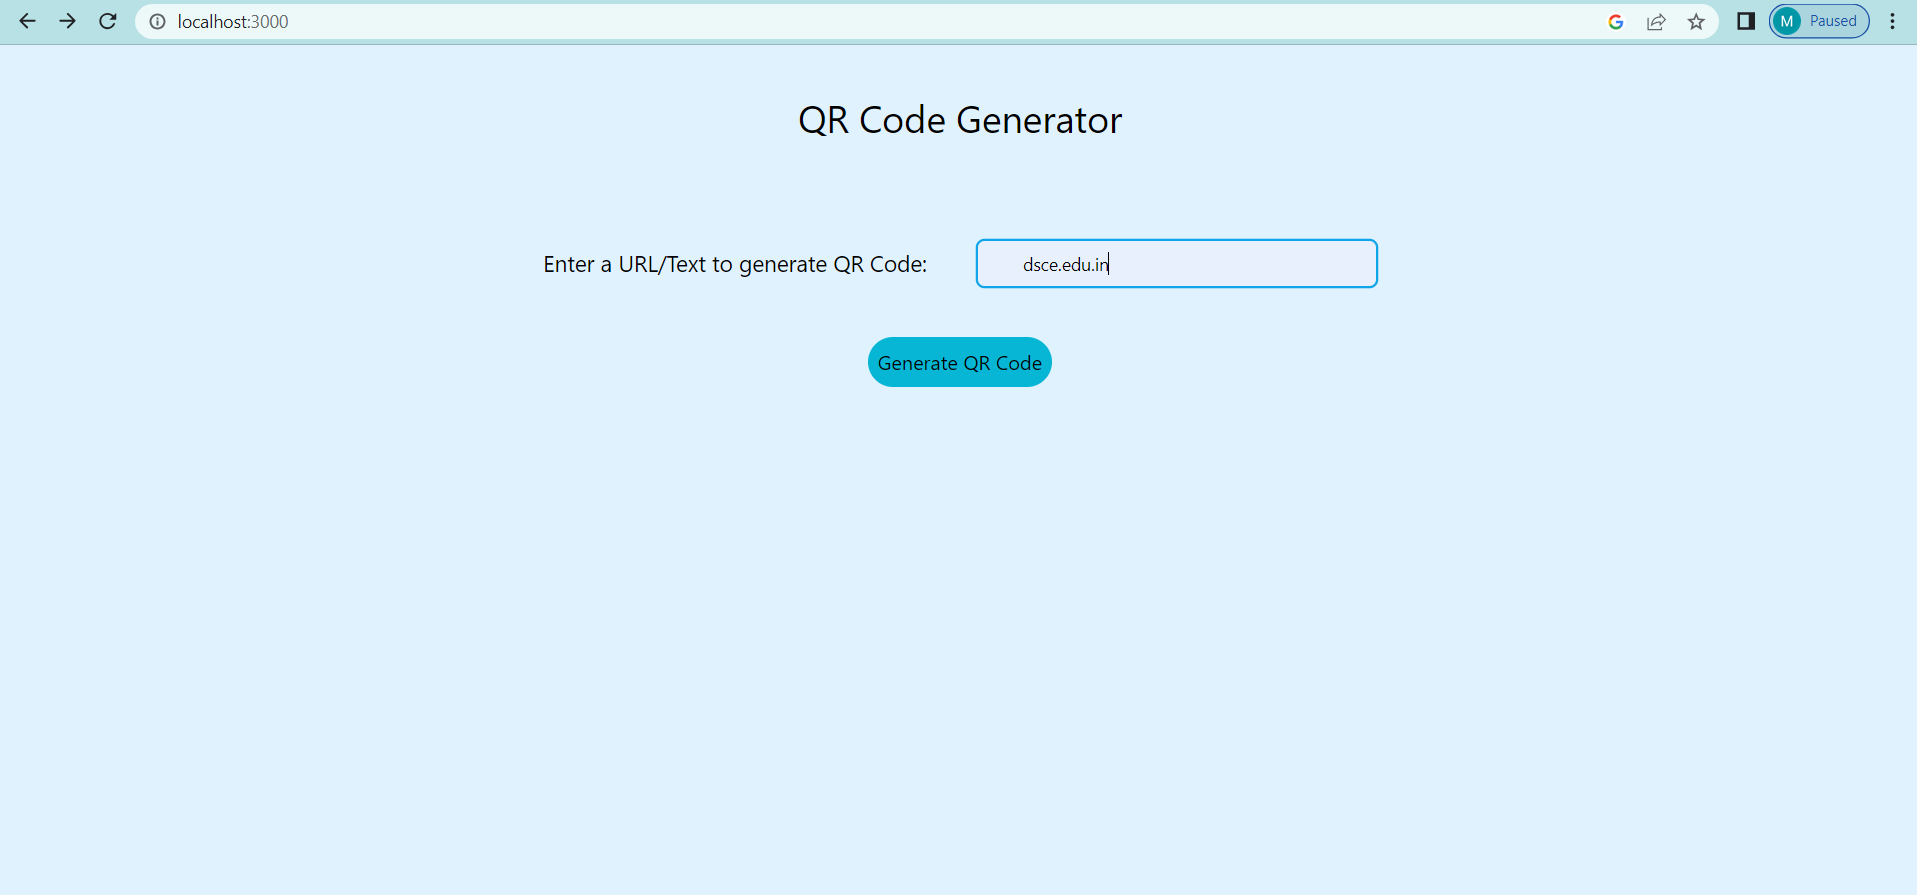 localhost:3000
M Paused
QR Code Generator
Enter a URL/Text to generate QR Code: dsce.edu.in
Generate QR Code